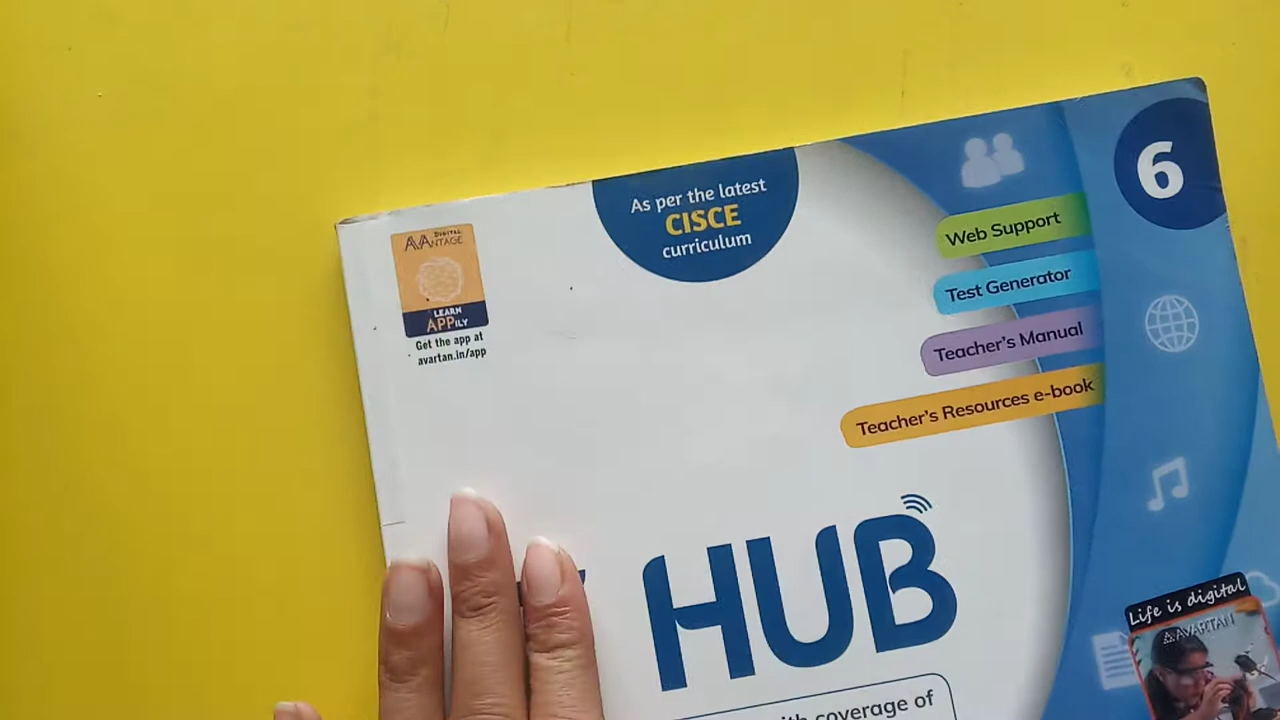 As per the latest
CISCE
curriculum
6
DIGITAL
AVANTAGE
LEARN
APPILY
Get the app at
avartan.in/app
Web Support
Test Generator
Teacher's Manual
Teacher's Resources e-book
HUB
with coverage of
Life is digital
AVARTAN